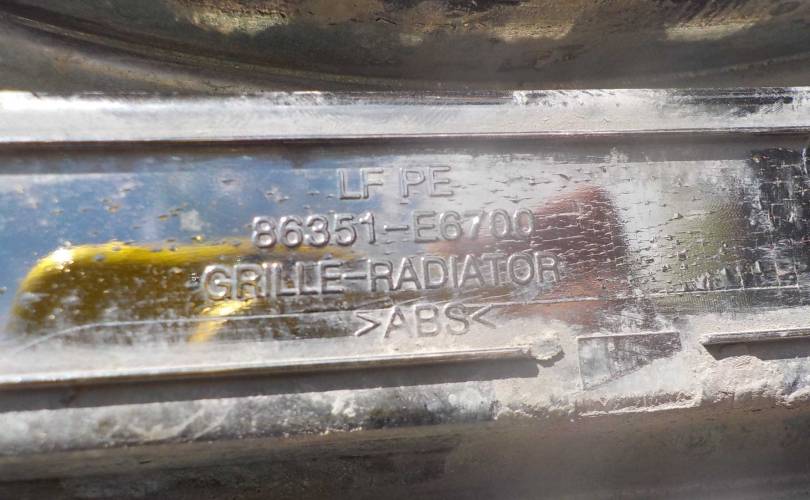 LF PE
86351-E6700
GRILLE-RADIATOR
>ABS<